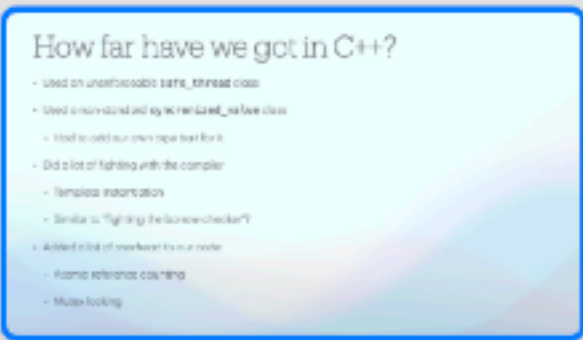 How far have we got in C++?
- Used an unenforceable safe_thread class
- Used a non-standard synchronized_value class
- Had to add our own type trait for it
- Did a lot of fighting with the compiler
- Template instantiation
- Similar to "fighting the borrow checker"?
- Added a lot of overhead to our code
- Atomic reference counting
- Mutex locking